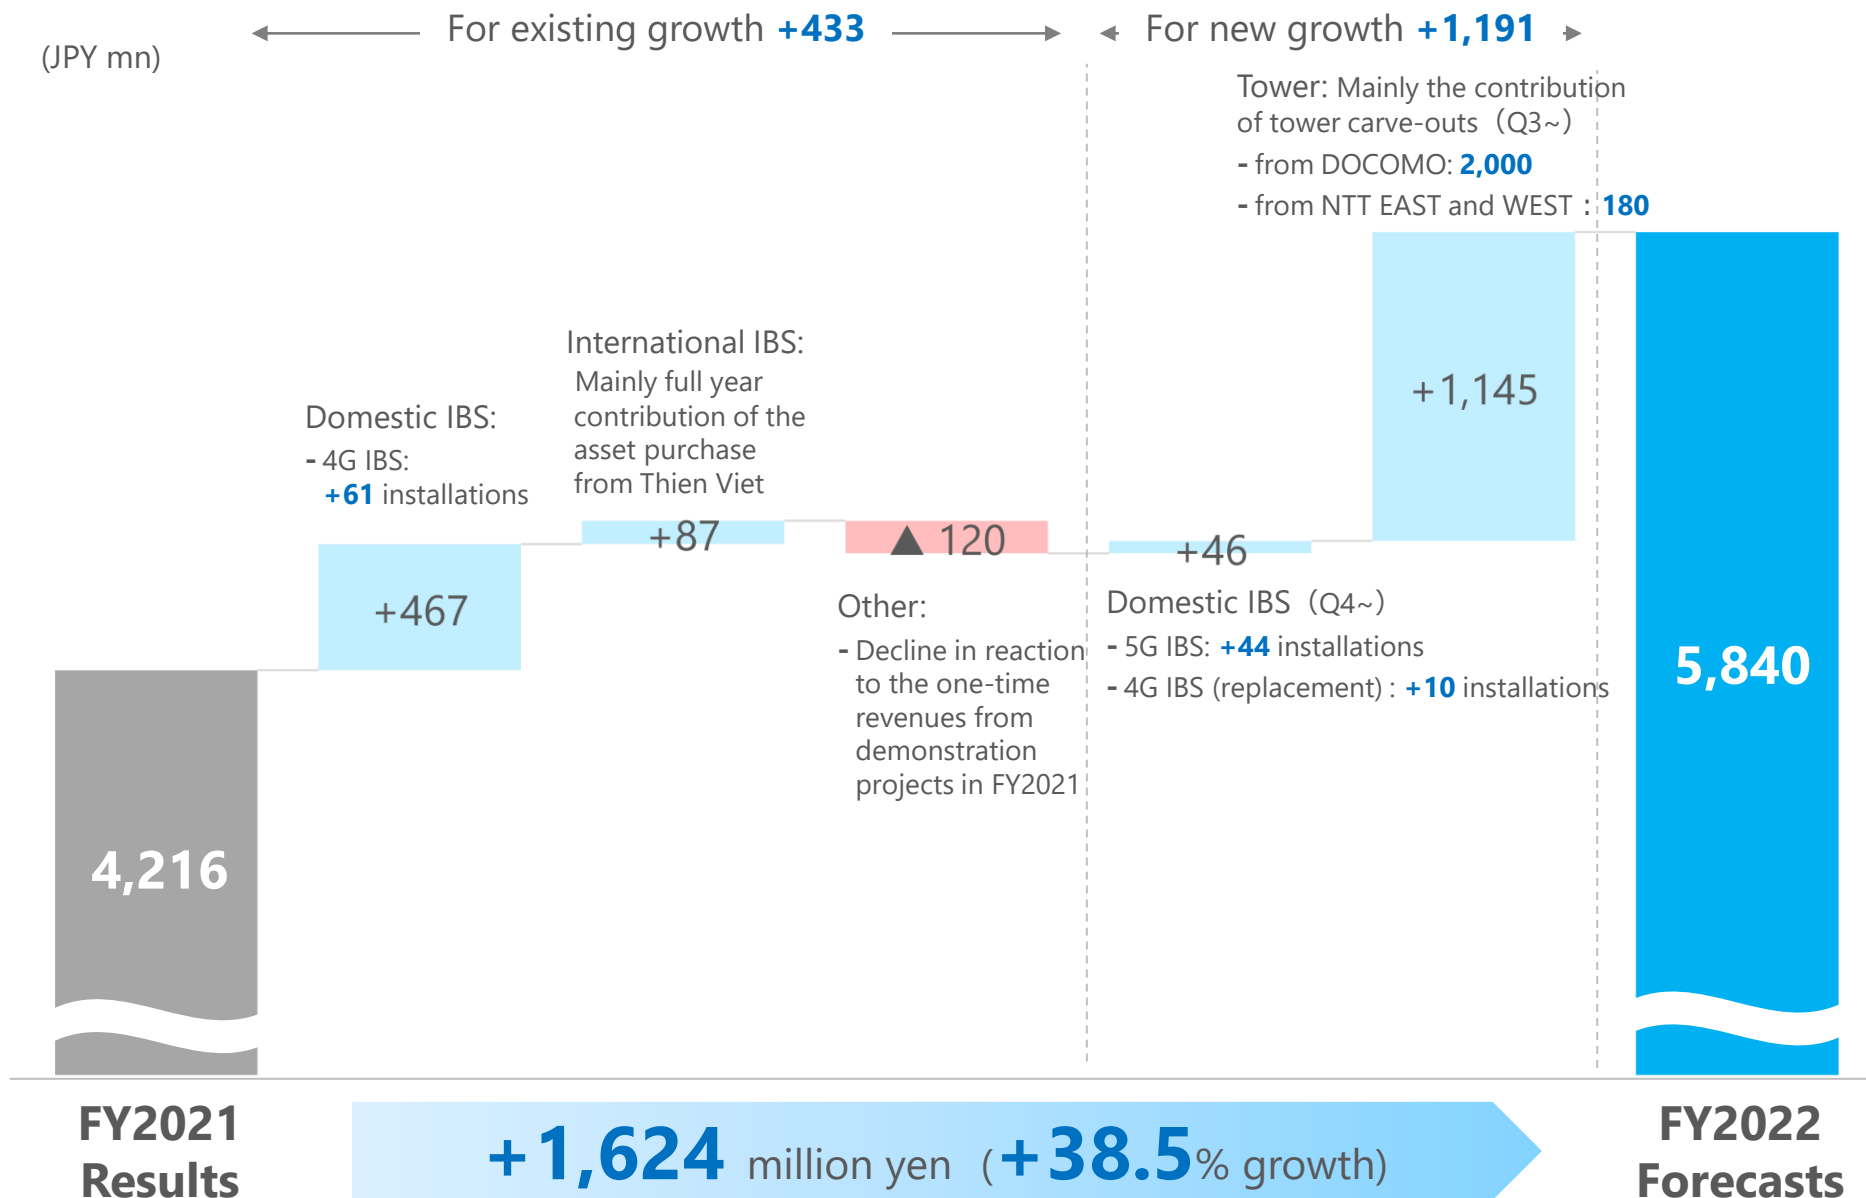 (JPY mn)
For existing growth +433
For new growth +1,191
Tower: Mainly the contribution
of tower carve-outs（Q3~）
- from DOCOMO: 2,000
- from NTT EAST and WEST : 180
Domestic IBS:
- 4G IBS:
+61 installations
International IBS:
Mainly full year
contribution of the
asset purchase
from Thien Viet
+467
+87
▲ 120
+46
+1,145
Other:
- Decline in reaction
to the one-time
revenues from
demonstration
projects in FY2021
Domestic IBS（Q4~）
- 5G IBS: +44 installations
- 4G IBS (replacement) : +10 installations
4,216
5,840
FY2021
Results
+1,624 million yen (+38.5% growth)
FY2022
Forecasts